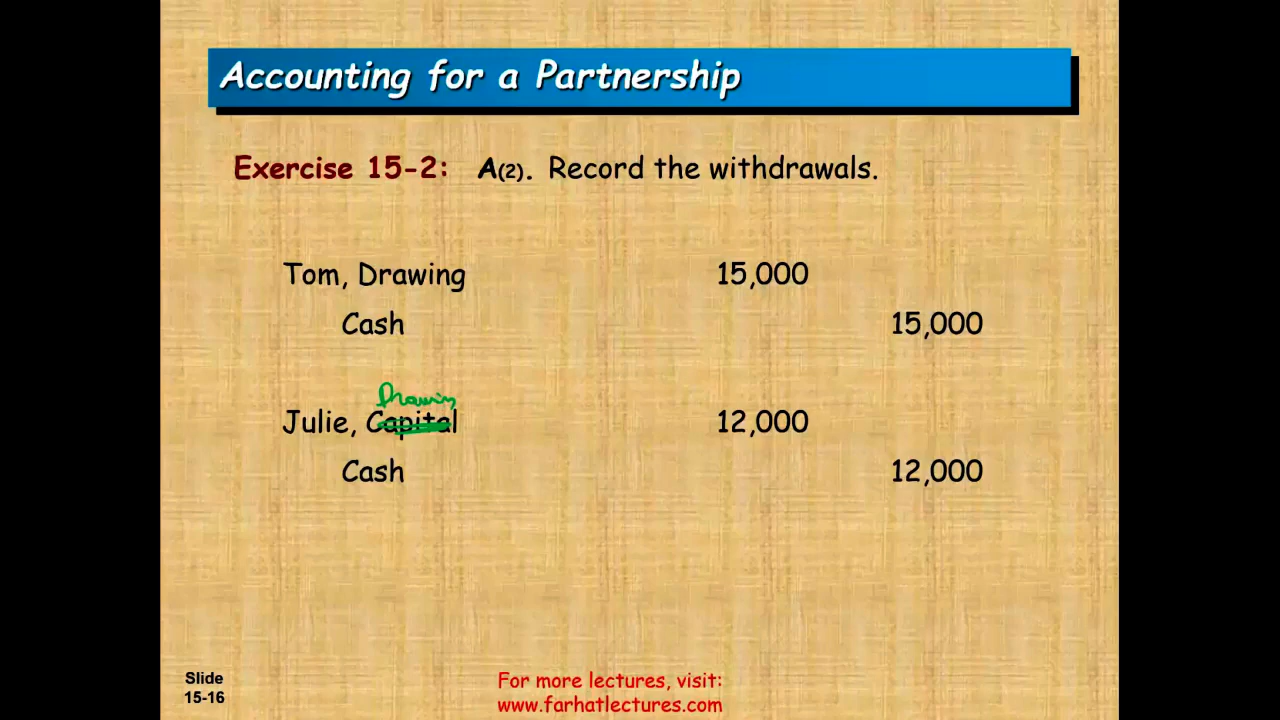 Accounting for a Partnership
Exercise 15-2: A(2). Record the withdrawals.
Tom, Drawing 15,000
Cash 15,000
Drawing
Julie, Capital 12,000
Cash 12,000
Slide
15-16
For more lectures, visit:
www.farhatlectures.com